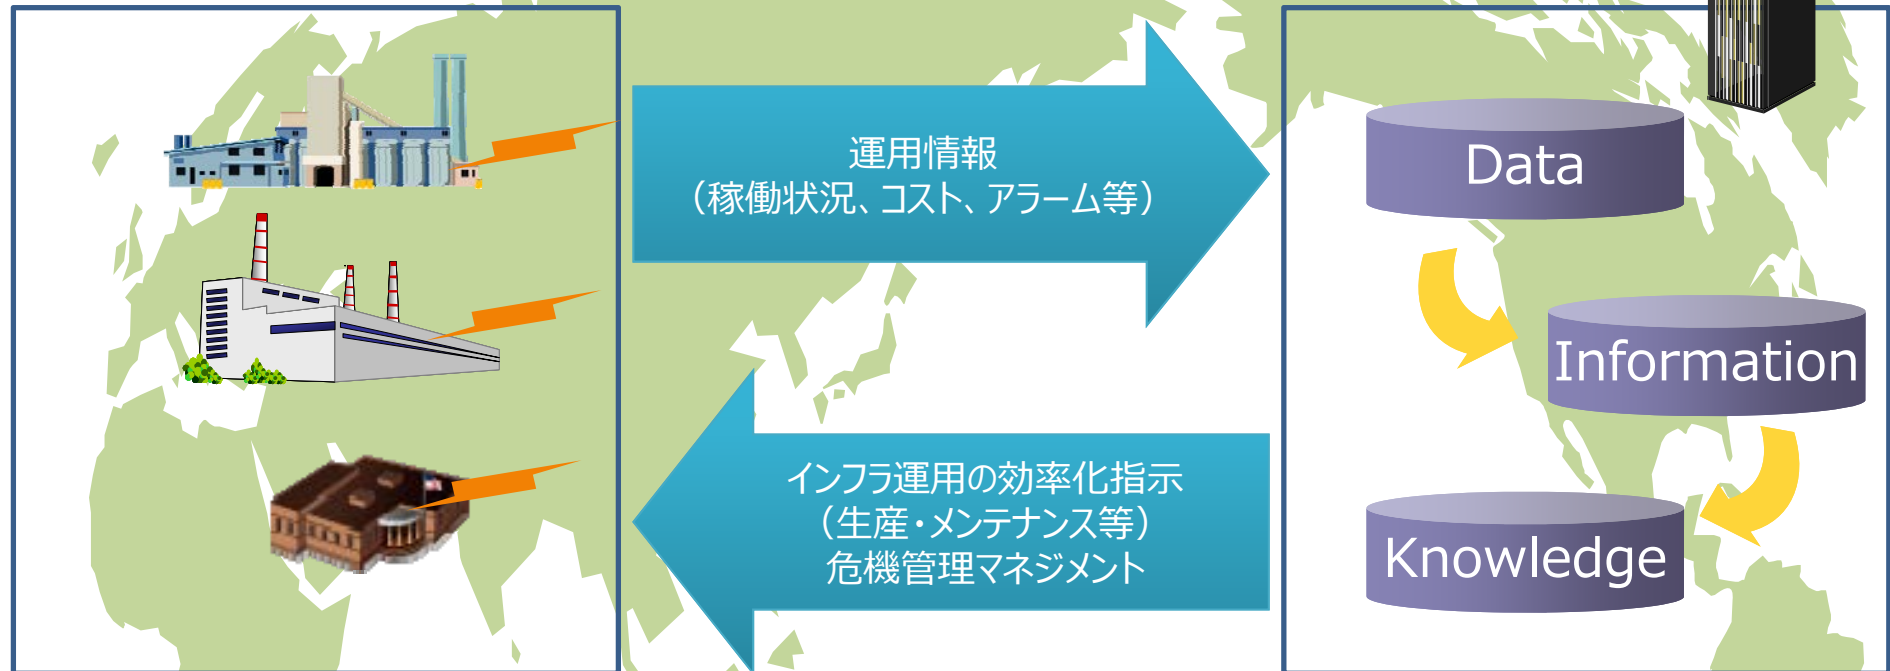 運用情報
（稼働状況、コスト、アラーム等）
Data
Information
インフラ運用の効率化指示
（生産・メンテナンス等）
危機管理マネジメント
Knowledge